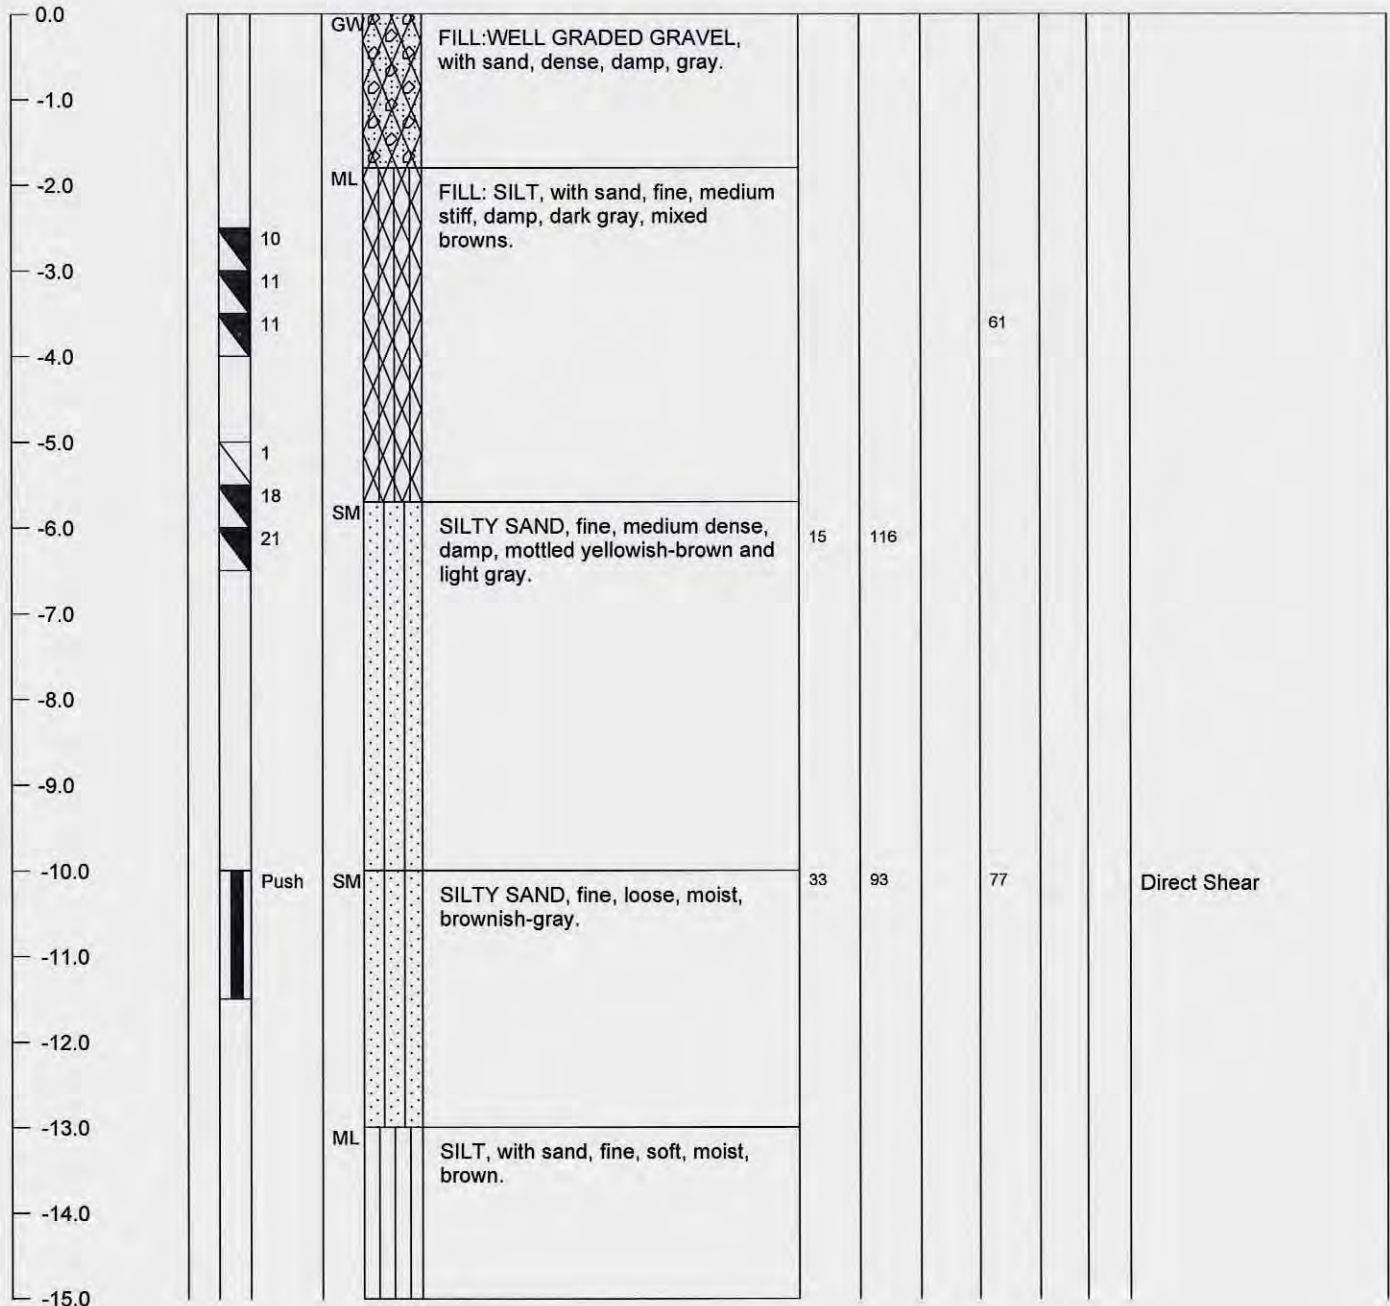 0.0
GW
FILL:WELL GRADED GRAVEL,
with sand, dense, damp, gray.
-1.0
ML
-2.0
FILL: SILT, with sand, fine, medium
stiff, damp, dark gray, mixed
browns.
10
-3.0
11
11
61
-4.0
-5.0
1
18
SM
SILTY SAND, fine, medium dense,
damp, mottled yellowish-brown and
light gray.
-6.0
21
15
116
-7.0
-8.0
-9.0
-10.0
Push
SM
SILTY SAND, fine, loose, moist,
brownish-gray.
33
93
77
Direct Shear
-11.0
-12.0
-13.0
ML
SILT, with sand, fine, soft, moist,
brown.
-14.0
-15.0